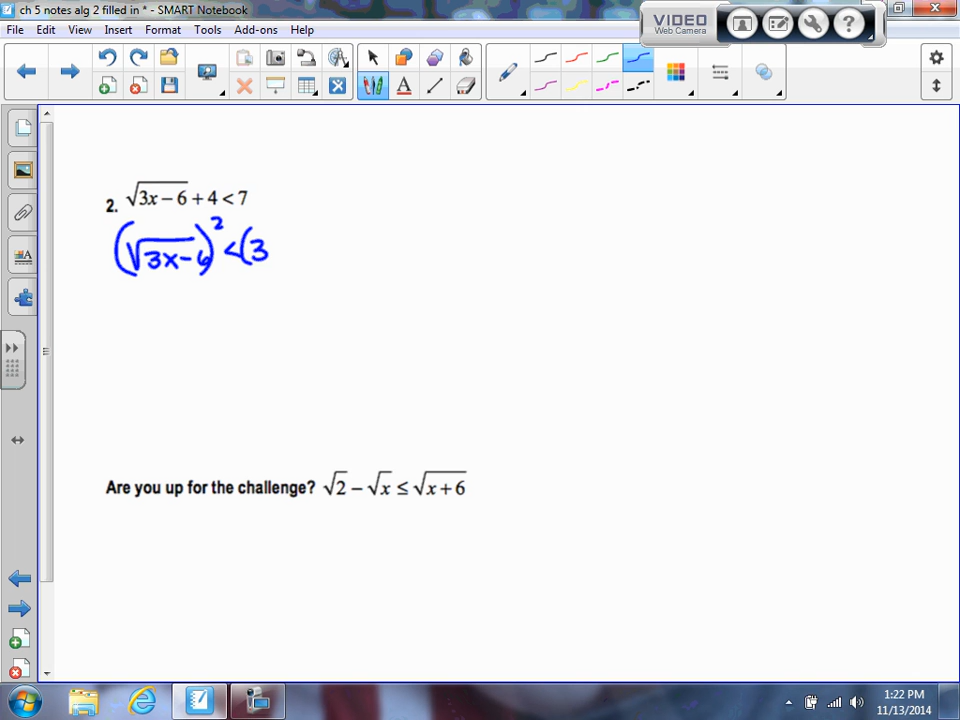 ch 5 notes alg 2 filled in * - SMART Notebook
VIDEO
Web Camera
File Edit View Insert Format Tools Add-ons Help
2. √(3x − 6) + 4 < 7
(√3x-6)² < (3
Are you up for the challenge? √2 − √x ≤ √(x + 6)
1:22 PM
11/13/2014